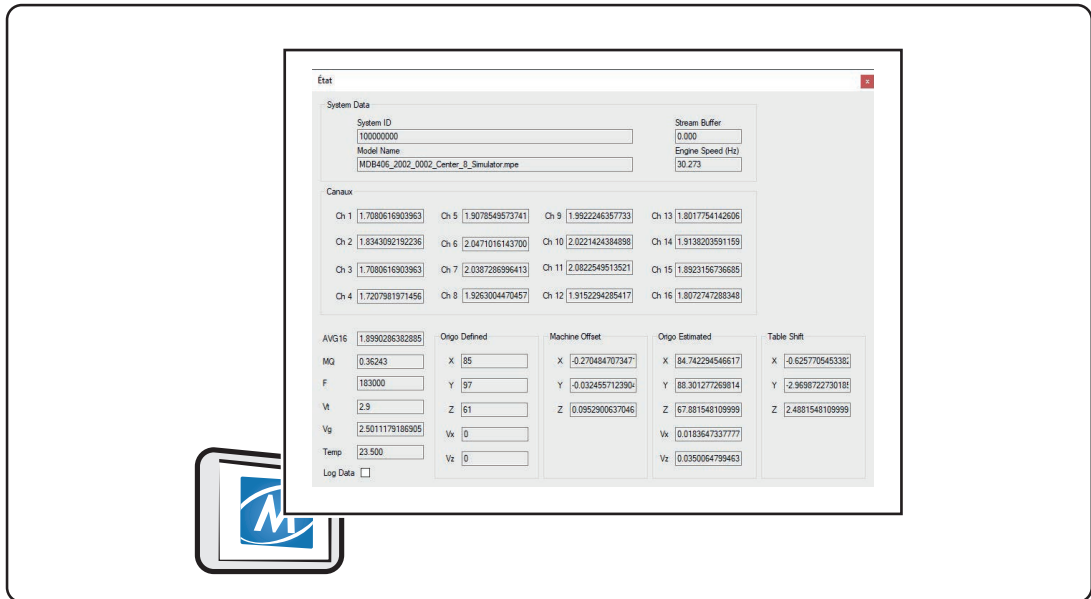 État
x
System Data
System ID
Stream Buffer
100000000
0.000
Model Name
Engine Speed (Hz)
MDB406_2002_0002_Center_8_Simulator.mpe
30.273
Canaux
Ch 1 1.7080616903963 Ch 5 1.9078549573741 Ch 9 1.9922246357733 Ch 13 1.8017754142606
Ch 2 1.8343092192236 Ch 6 2.0471016143700 Ch 10 2.0221424384898 Ch 14 1.9138203591159
Ch 3 1.7080616903963 Ch 7 2.0387286996413 Ch 11 2.0822549513521 Ch 15 1.8923156736685
Ch 4 1.7207981971456 Ch 8 1.9263004470457 Ch 12 1.9152294285417 Ch 16 1.8072747288348
AVG16 1.8990286382885
MQ 0.36243
F 183000
Vt 2.9
Vg 2.5011179186905
Temp 23.500
Log Data
Origo Defined
X 85
Y 97
Z 61
Vx 0
Vz 0
Machine Offset
X -0.270484707347
Y -0.032455712390
Z 0.0952900637046
Origo Estimated
X 84.742294546617
Y 88.301277269814
Z 67.881548109999
Vx 0.0183647337777
Vz 0.0350064799463
Table Shift
X -0.625770545338
Y -2.969872273018
Z 2.4881548109999
M